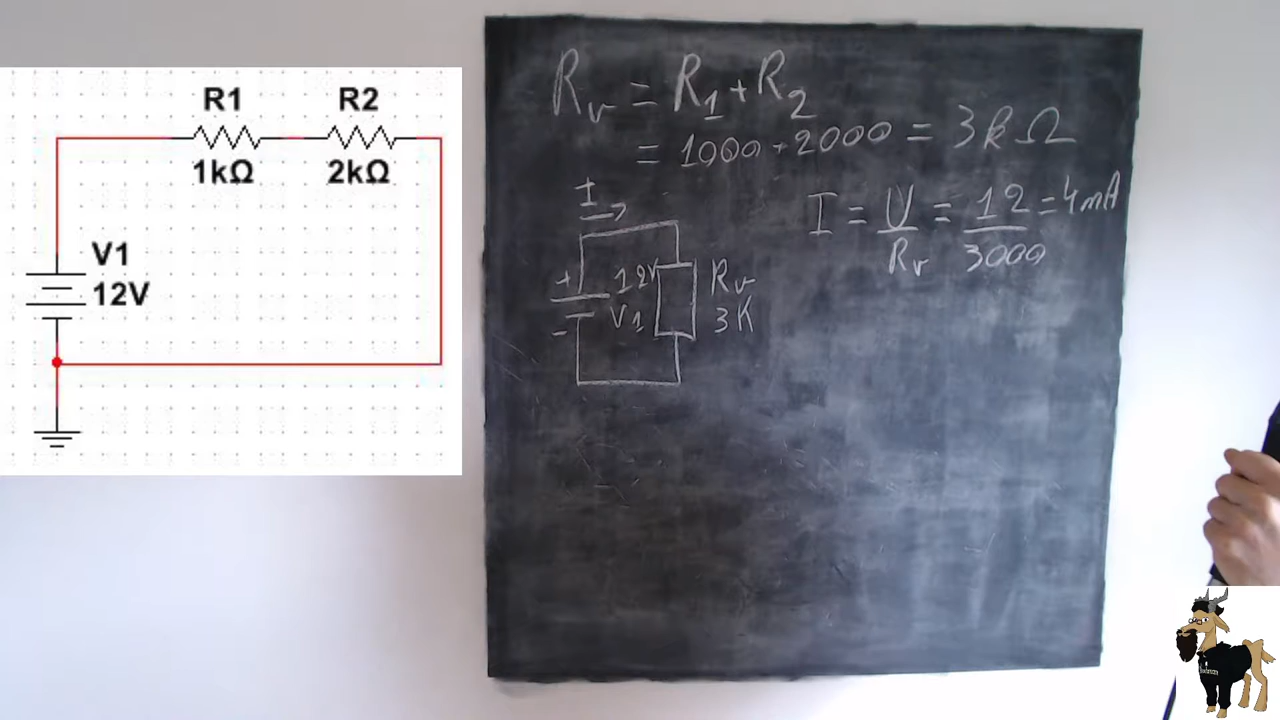 R1
R2
1kΩ
2kΩ
V1
12V
Rv = R1+R2
= 1000+2000 = 3kΩ
I
I = U/Rv = 12/3000 = 4mA
+ 12V Rv
- V1 3K